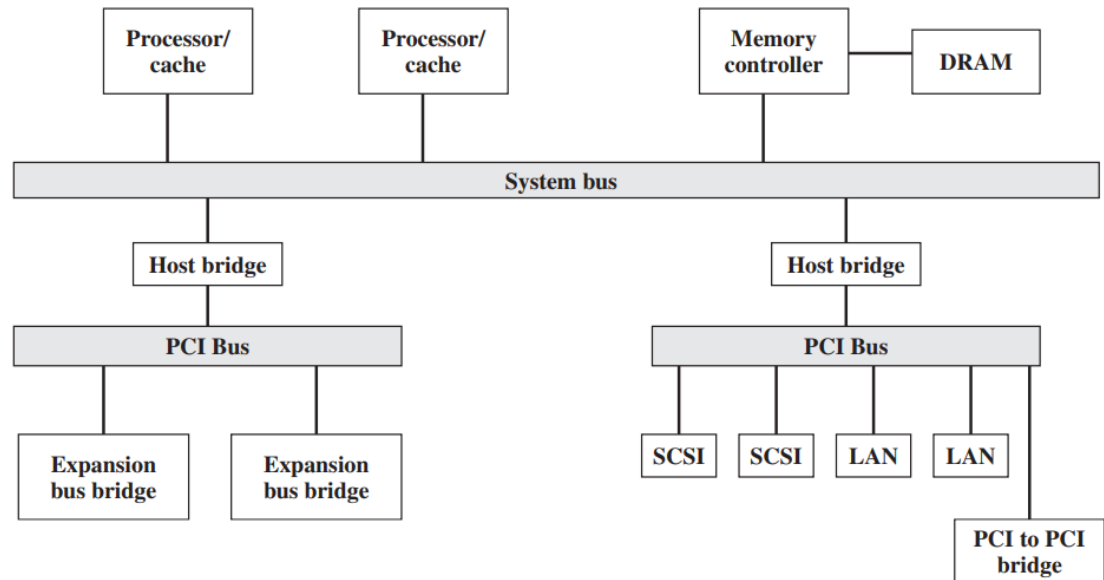 Processor/
cache
Processor/
cache
Memory
controller
DRAM
System bus
Host bridge
Host bridge
PCI Bus
PCI Bus
Expansion
bus bridge
Expansion
bus bridge
SCSI
SCSI
LAN
LAN
PCI to PCI
bridge